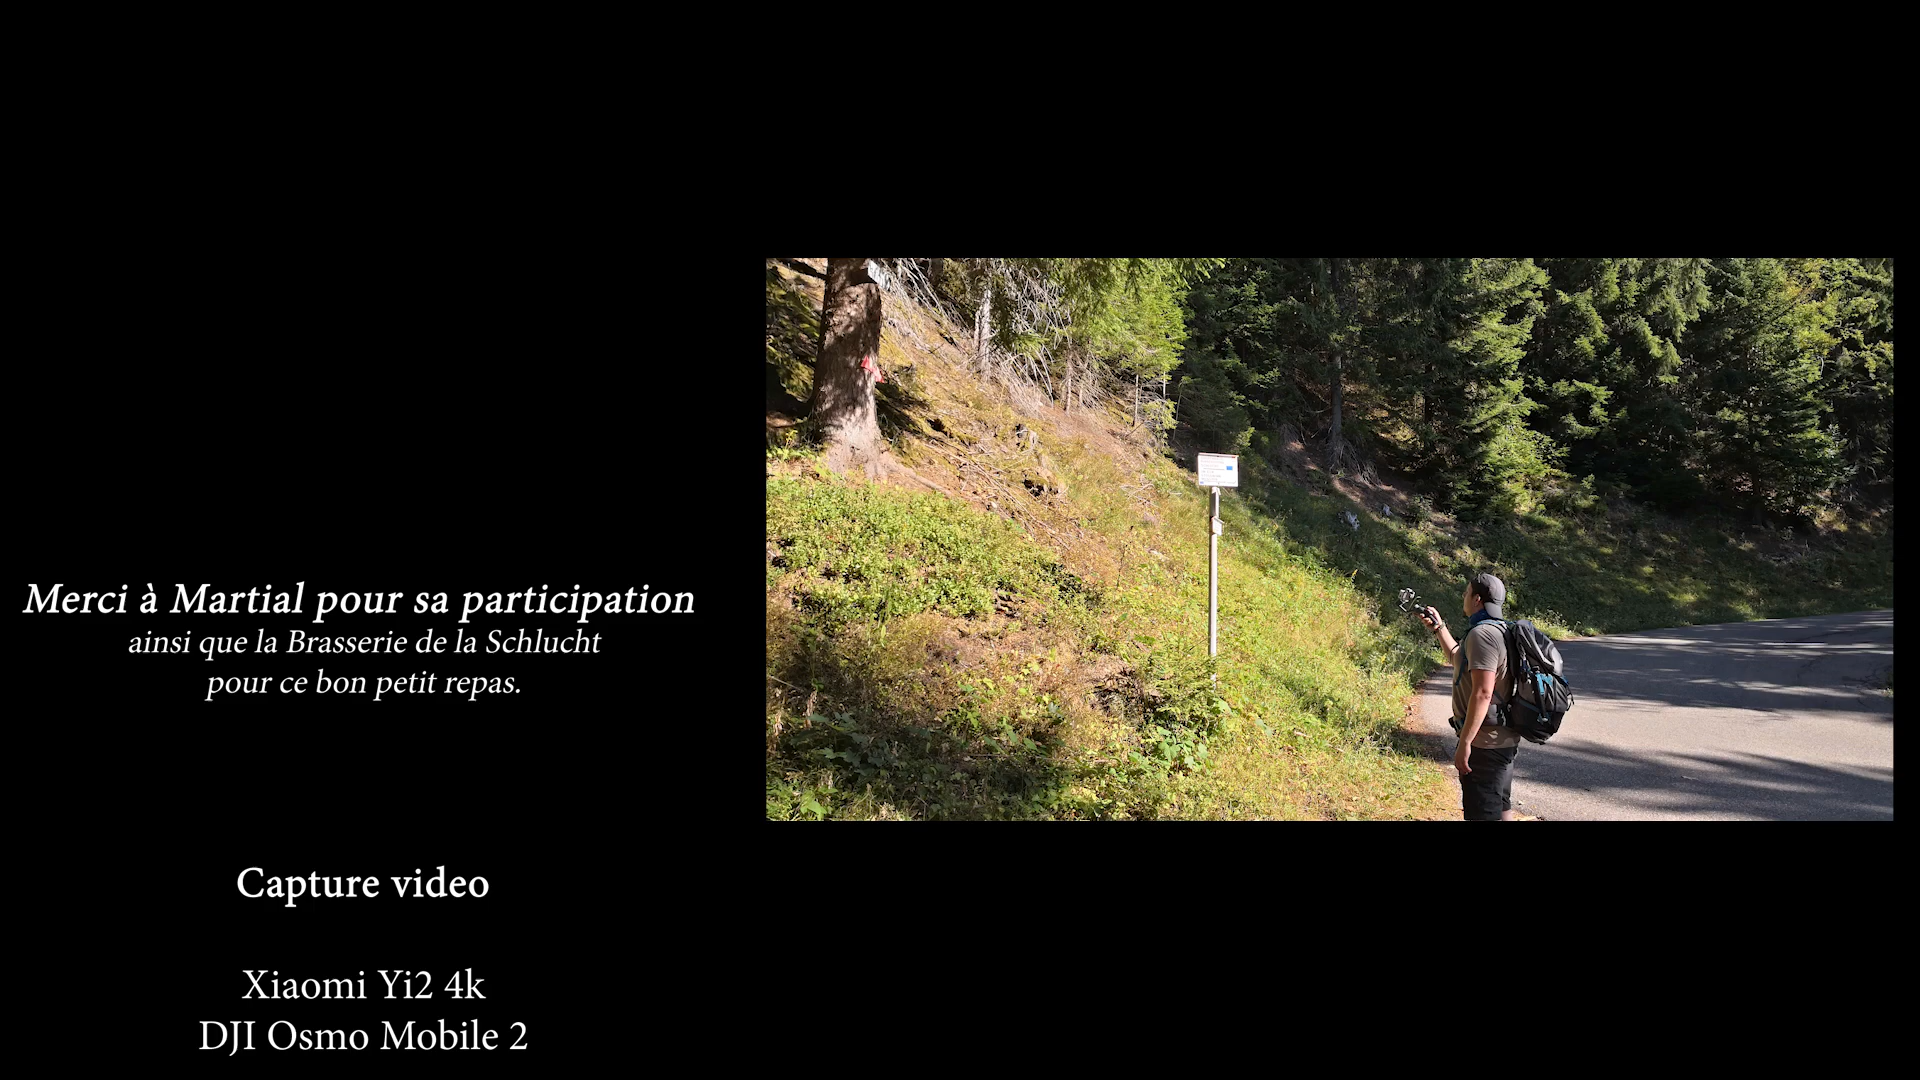 Merci à Martial pour sa participation
ainsi que la Brasserie de la Schlucht
pour ce bon petit repas.
Capture video
Xiaomi Yi2 4k
DJI Osmo Mobile 2